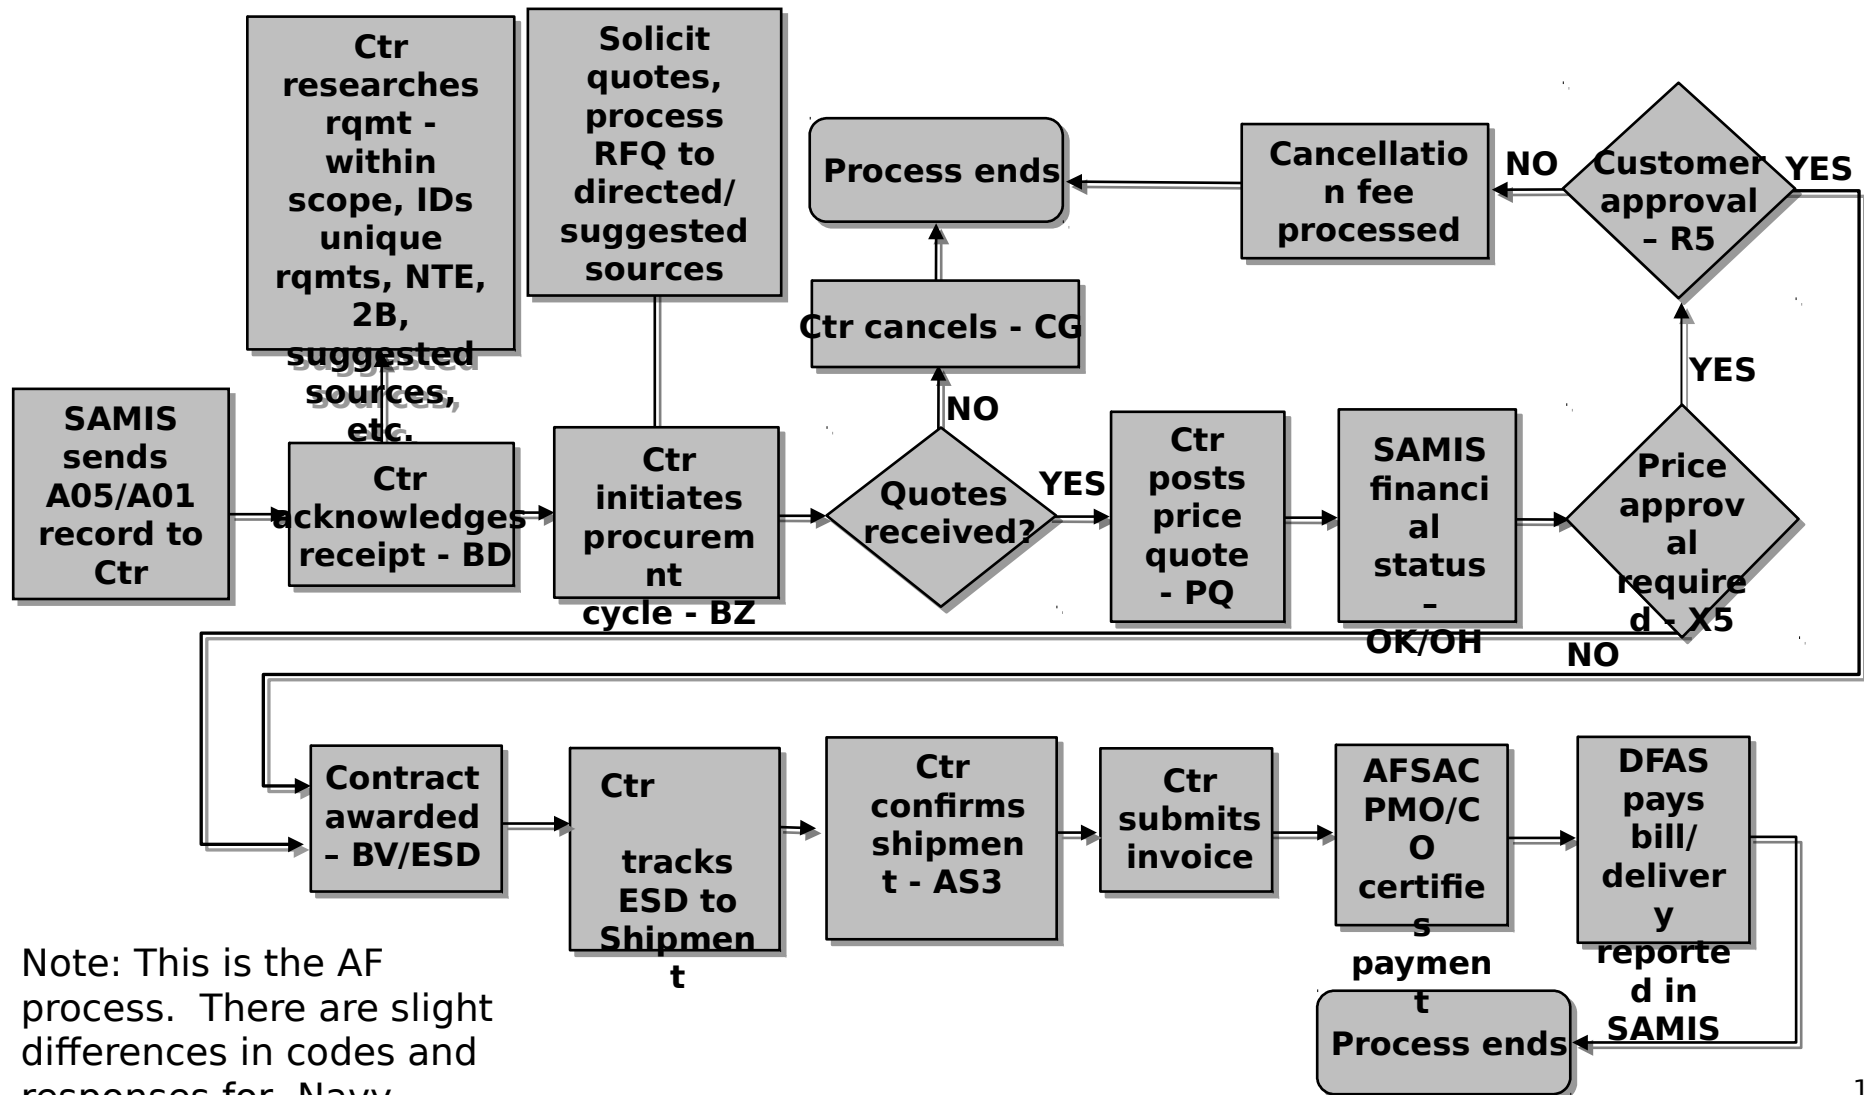 Ctr
researches
rqmt -
within
scope, IDs
unique
rqmts, NTE,
2B,
suggested
sources,
etc.
Solicit
quotes,
process
RFQ to
directed/
suggested
sources
Process ends
Cancellatio
n fee
processed
NO
Customer
approval
– R5
YES
Ctr cancels - CG
NO
YES
SAMIS
sends
A05/A01
record to
Ctr
Ctr
acknowledges
receipt - BD
Ctr
initiates
procurem
nt
cycle - BZ
Quotes
received?
YES
Ctr
posts
price
quote
- PQ
SAMIS
financi
al
status
–
OK/OH
Price
approv
al
require
d - X5
NO
Contract
awarded
– BV/ESD
Ctr
tracks
ESD to
Shipmen
t
Ctr
confirms
shipmen
t - AS3
Ctr
submits
invoice
AFSAC
PMO/C
O
certifie
s
paymen
t
DFAS
pays
bill/
deliver
y
reporte
d in
SAMIS
Process ends
Note: This is the AF
process.  There are slight
differences in codes and
responses for  Navy
1